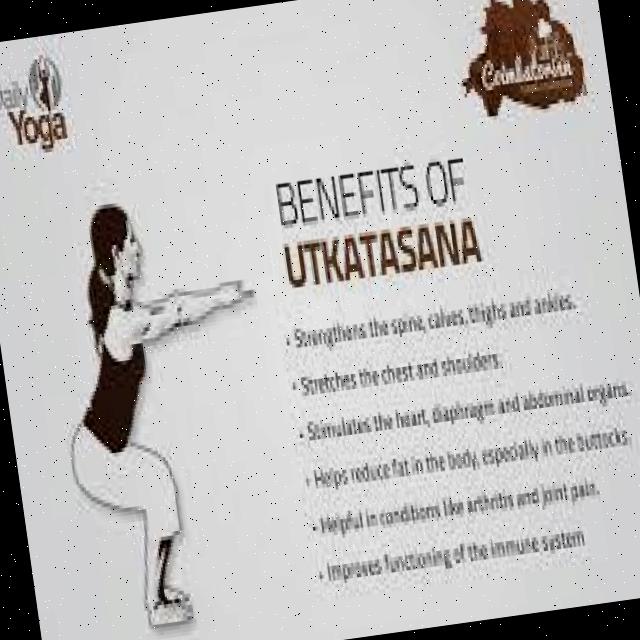 Yoga
BENEFITS OF
UTKATASANA
• Strengthens the spine, calves, thighs and ankles.
• Stretches the chest and shoulders.
• Stimulates the heart, diaphragm and abdominal organs.
• Helps reduce fat in the body, especially in the buttocks.
• Helpful in conditions like arthritis and joint pain.
• Improves functioning of the immune system